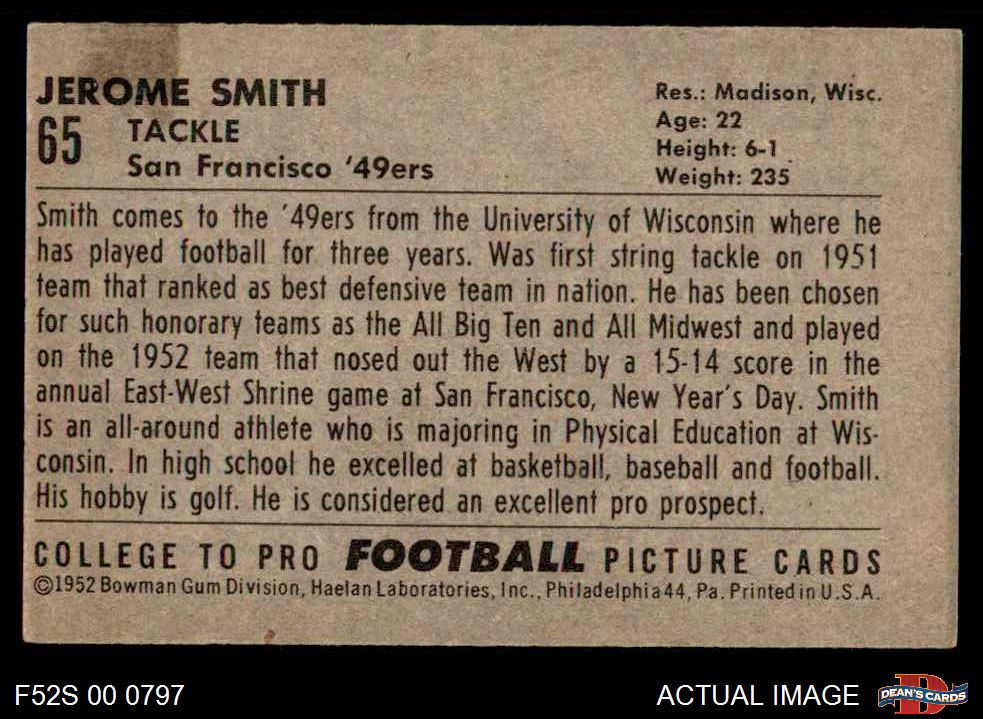 JEROME SMITH
65 TACKLE
San Francisco '49ers
Res.: Madison, Wisc.
Age: 22
Height: 6-1
Weight: 235
Smith comes to the '49ers from the University of Wisconsin where he
has played football for three years. Was first string tackle on 1951
team that ranked as best defensive team in nation. He has been chosen
for such honorary teams as the All Big Ten and All Midwest and played
on the 1952 team that nosed out the West by a 15-14 score in the
annual East-West Shrine game at San Francisco, New Year's Day. Smith
is an all-around athlete who is majoring in Physical Education at Wis-
consin. In high school he excelled at basketball, baseball and football.
His hobby is golf. He is considered an excellent pro prospect.
COLLEGE TO PRO FOOTBALL PICTURE CARDS
©1952 Bowman Gum Division, Haelan Laboratories, Inc., Philadelphia 44, Pa. Printed in U.S.A.
F52S 00 0797
ACTUAL IMAGE
D
DEAN'S CARDS